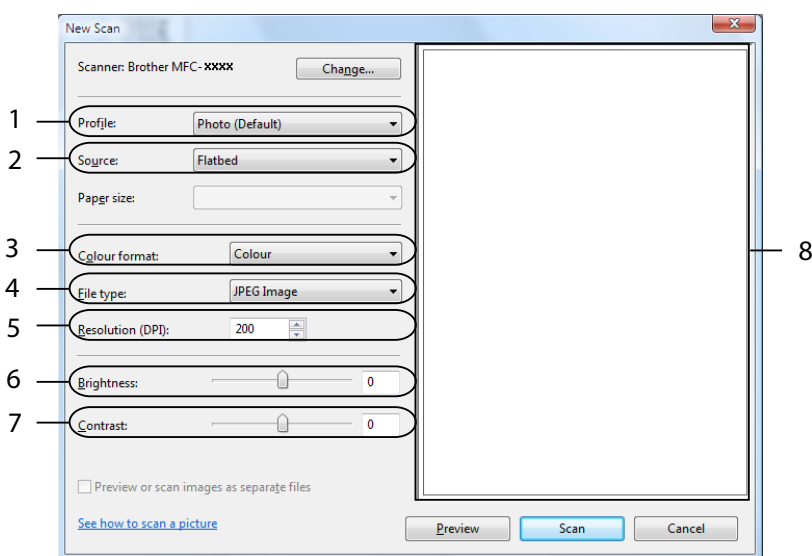 New Scan
Scanner: Brother MFC-XXXX Change...
1 Profile: Photo (Default)
2 Source: Flatbed
Paper size:
3 Colour format: Colour 8
4 File type: JPEG Image
5 Resolution (DPI): 200
6 Brightness: 0
7 Contrast: 0
Preview or scan images as separate files
See how to scan a picture Preview Scan Cancel